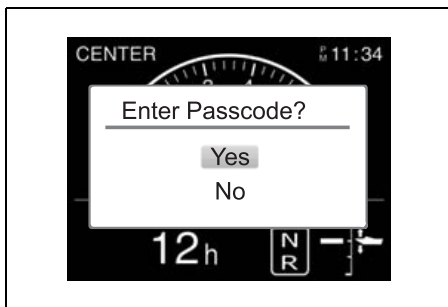 CENTER PM 11:34
Enter Passcode?
Yes
No
12h N
R